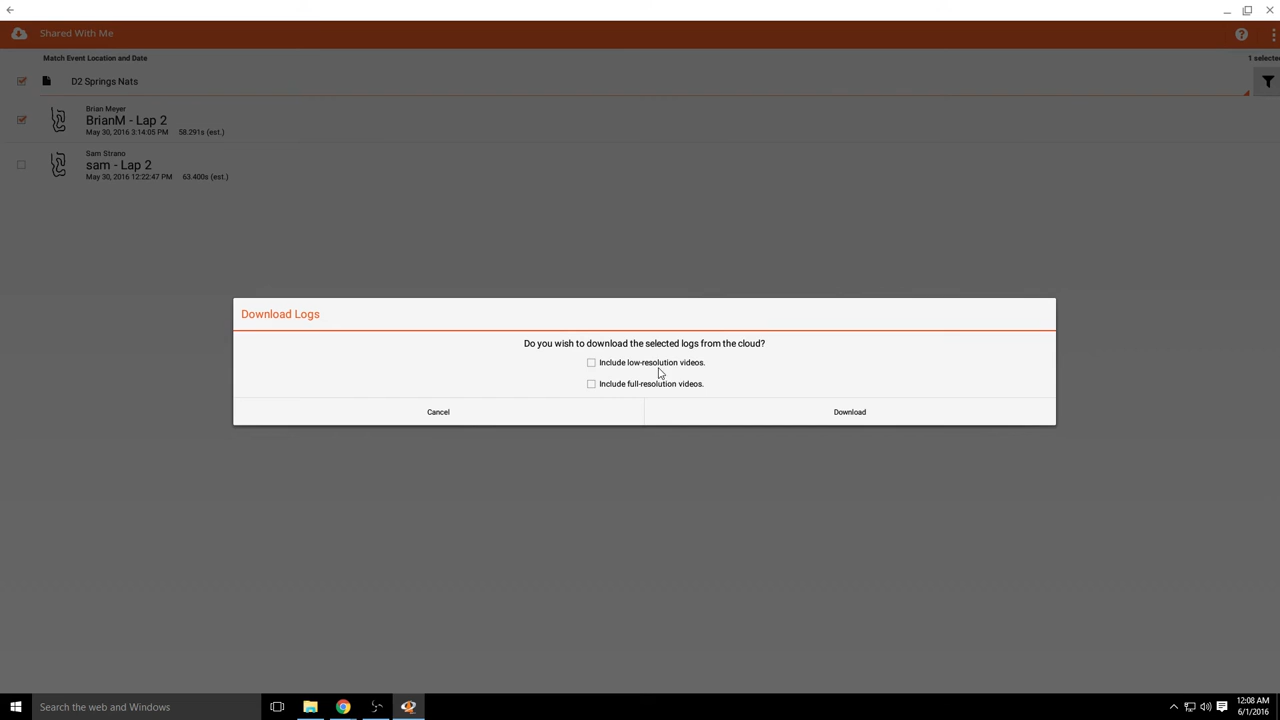 Shared With Me
?
Match Event Location and Date
1 selecte
D2 Springs Nats
Brian Meyer
BrianM - Lap 2
May 30, 2016 3:14:05 PM 58.291s (est.)
Sam Strano
sam - Lap 2
May 30, 2016 12:22:47 PM 63.400s (est.)
Download Logs
Do you wish to download the selected logs from the cloud?
Include low-resolution videos.
Include full-resolution videos.
Cancel Download
Search the web and Windows
12:08 AM
6/1/2016